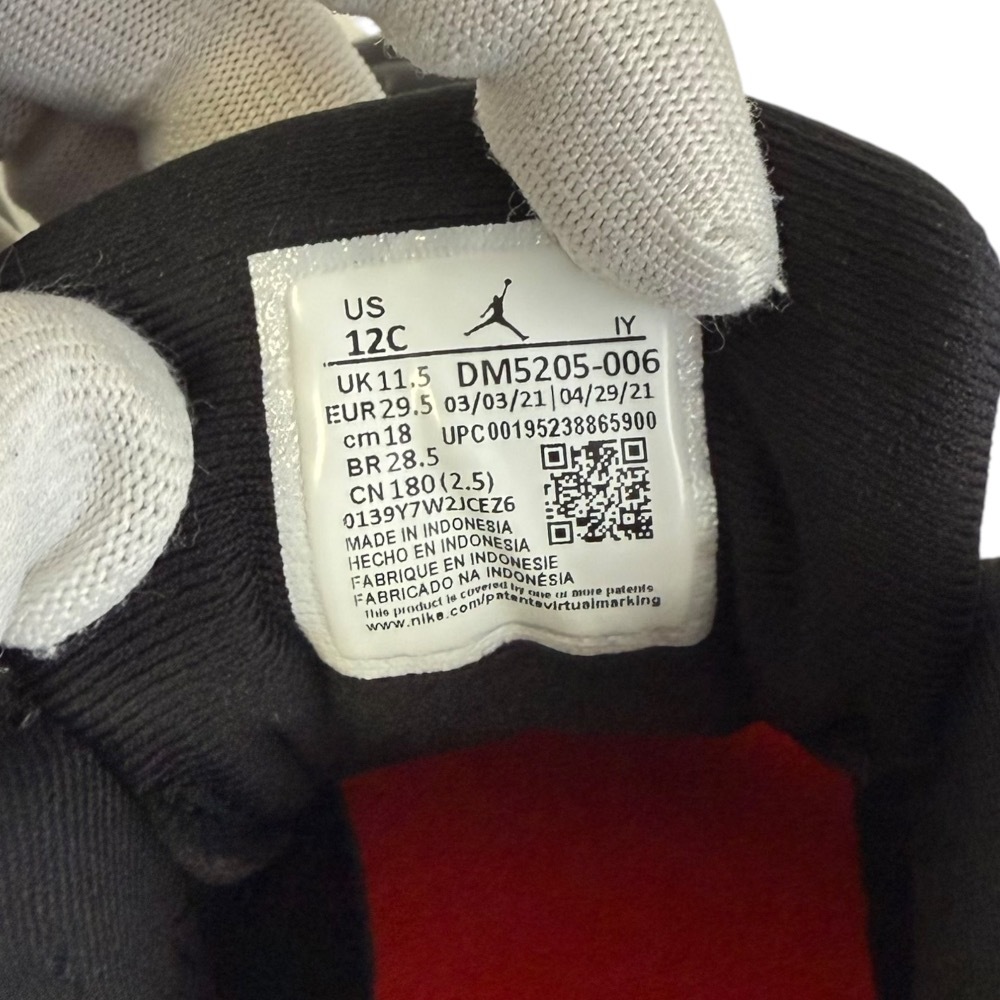 US
12C
IY
UK 11.5 DM5205-006
EUR 29.5 03/03/21 | 04/29/21
cm 18 UPC00195238865900
BR 28.5
CN 180 (2.5)
0139Y7W2JCEZ6
MADE IN INDONESIA
HECHO EN INDONESIA
FABRIQUE EN INDONESIE
FABRICADO NA INDONÉSIA
This product is covered by one or more patents
www.nike.com/patentsvirtualmarking